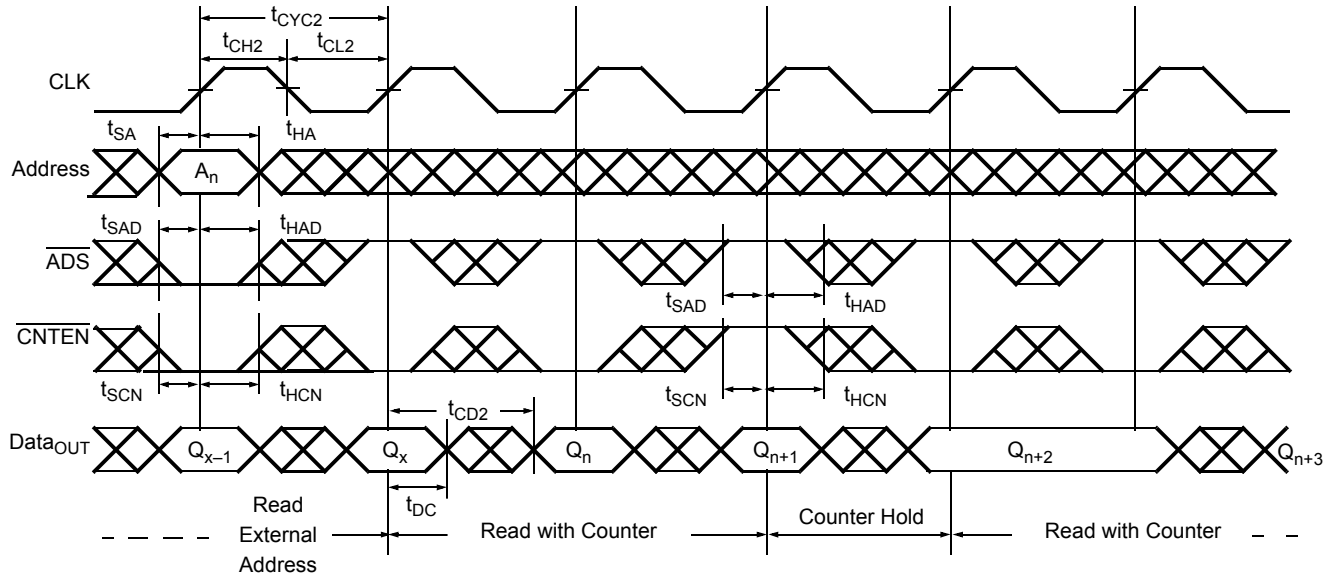 tCYC2
tCH2
tCL2
CLK
tSA
tHA
Address
An
tSAD
tHAD
ADS
tSAD
tHAD
CNTEN
tSCN
tHCN
tSCN
tHCN
tCD2
DataOUT
Qx–1
Qx
Qn
Qn+1
Qn+2
Qn+3
tDC
Read
External
Address
Read with Counter
Counter Hold
Read with Counter